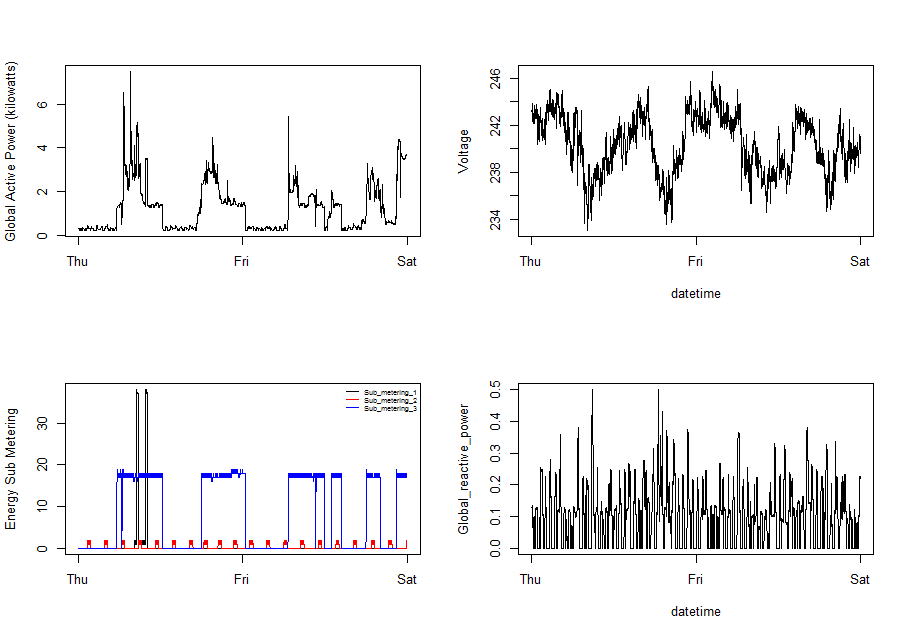 Global Active Power (kilowatts)
0 2 4 6
Thu Fri Sat
Voltage
234 238 242 246
Thu Fri Sat
datetime
Energy Sub Metering
0 10 20 30
Sub_metering_1
Sub_metering_2
Sub_metering_3
Thu Fri Sat
Global_reactive_power
0.0 0.1 0.2 0.3 0.4 0.5
Thu Fri Sat
datetime